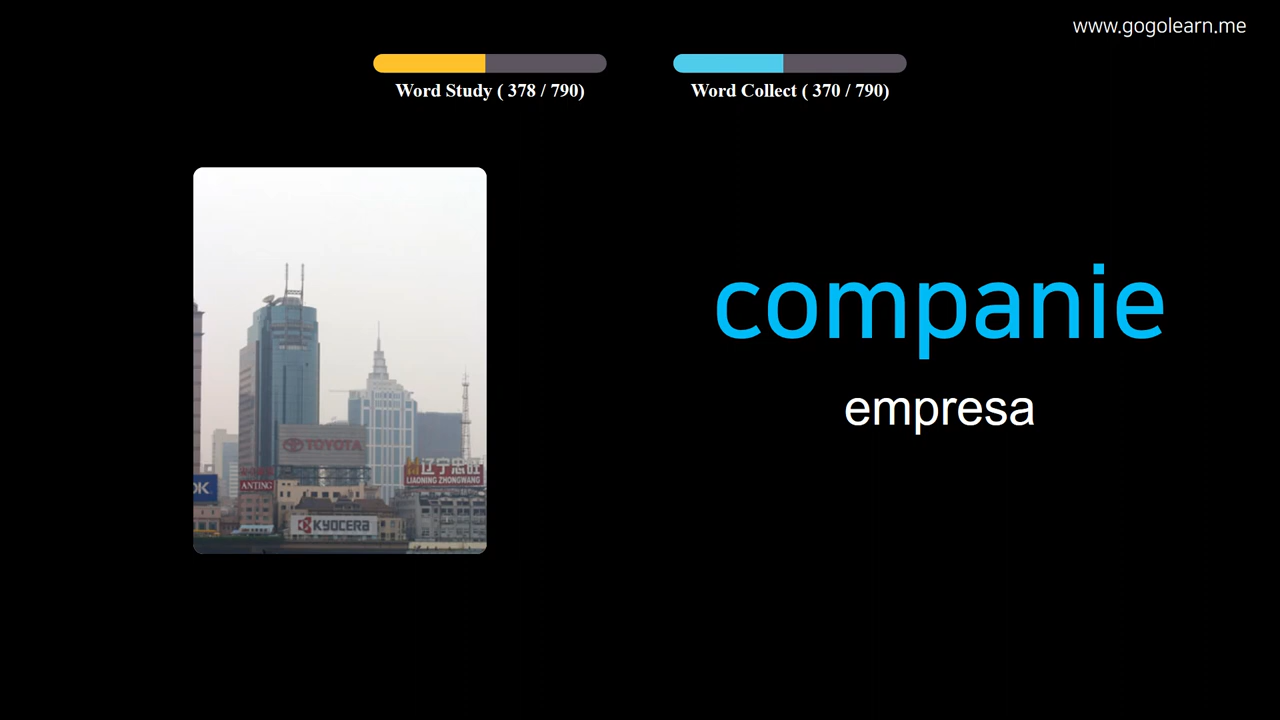 www.gogolearn.me
Word Study ( 378 / 790)
Word Collect ( 370 / 790)
companie
empresa
TOYOTA
辽宁忠旺
LIAONING ZHONGWANG
OK.
ANTING
KYOCERA